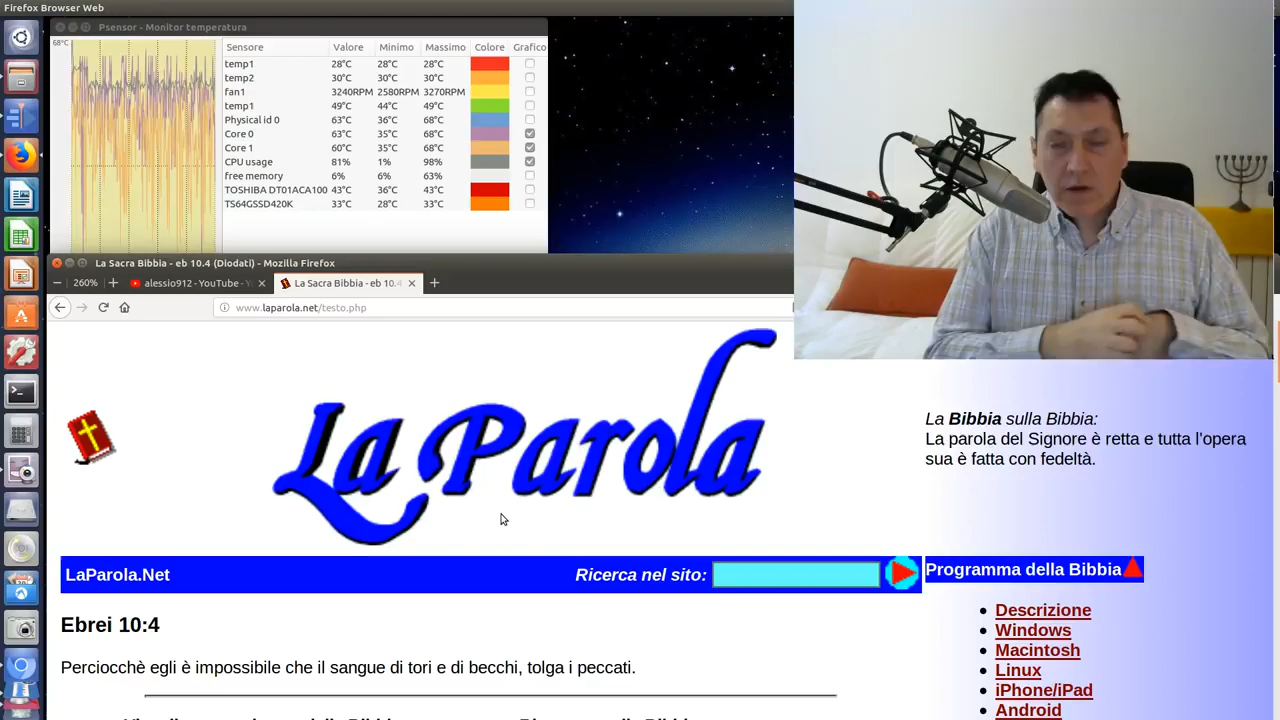 Firefox Browser Web
Psensor - Monitor temperatura
68°C
Sensore Valore Minimo Massimo Colore Grafico
temp1 28°C 28°C 28°C
temp2 30°C 30°C 30°C
fan1 3240RPM 2580RPM 3270RPM
temp1 49°C 44°C 49°C
Physical id 0 63°C 36°C 68°C
Core 0 63°C 35°C 68°C
Core 1 60°C 35°C 68°C
CPU usage 81% 1% 98%
free memory 6% 6% 63%
TOSHIBA DT01ACA100 43°C 36°C 43°C
TS64GSSD420K 33°C 28°C 33°C
La Sacra Bibbia - eb 10.4 (Diodati) - Mozilla Firefox
260% alessio912 - YouTube - La Sacra Bibbia - eb 10.4
www.laparola.net/testo.php
La Parola
La Bibbia sulla Bibbia:
La parola del Signore è retta e tutta l'opera
sua è fatta con fedeltà.
LaParola.Net Ricerca nel sito:
Programma della Bibbia
Descrizione
Windows
Macintosh
Linux
iPhone/iPad
Android
Ebrei 10:4
Perciocchè egli è impossibile che il sangue di tori e di becchi, tolga i peccati.